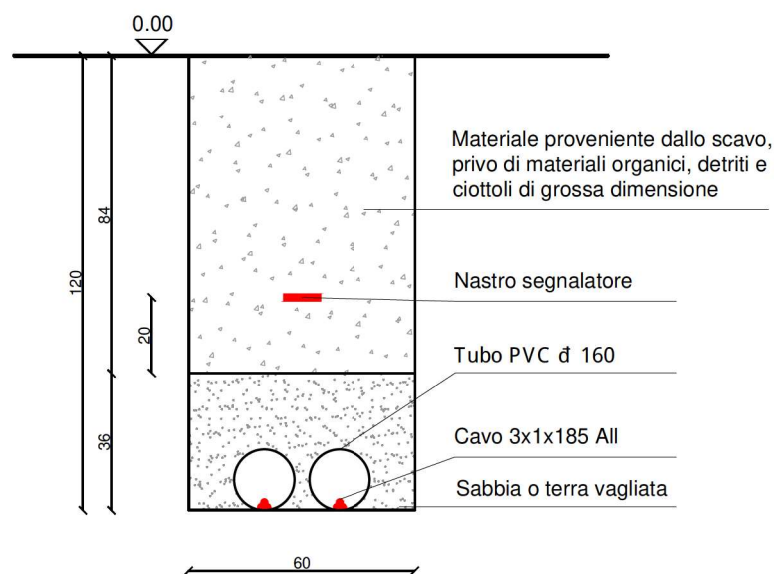 0.00
Materiale proveniente dallo scavo,
privo di materiali organici, detriti e
ciottoli di grossa dimensione
84
120
Nastro segnalatore
20
Tubo PVC đ 160
36
Cavo 3x1x185 All
Sabbia o terra vagliata
60